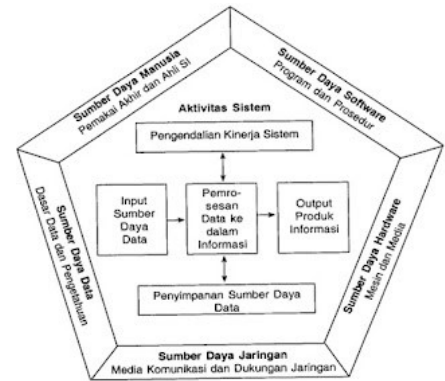 Sumber Daya Manusia
Pemakai Akhir dan Ahli SI
Sumber Daya Software
Program dan Prosedur
Aktivitas Sistem
Pengendalian Kinerja Sistem
Input
Sumber
Daya
Data
Pemro-
sesan
Data ke
dalam
Informasi
Output
Produk
Informasi
Penyimpanan Sumber Daya
Data
Sumber Daya Data
Dasar Data dan Pengetahuan
Sumber Daya Hardware
Mesin dan Media
Sumber Daya Jaringan
Media Komunikasi dan Dukungan Jaringan